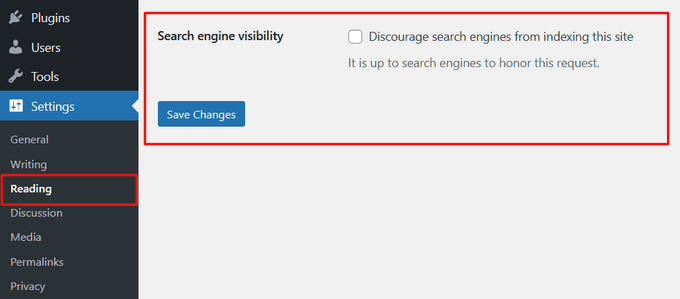 Plugins
Users
Tools
Settings
General
Writing
Reading
Discussion
Media
Permalinks
Privacy
Search engine visibility
Discourage search engines from indexing this site
It is up to search engines to honor this request.
Save Changes